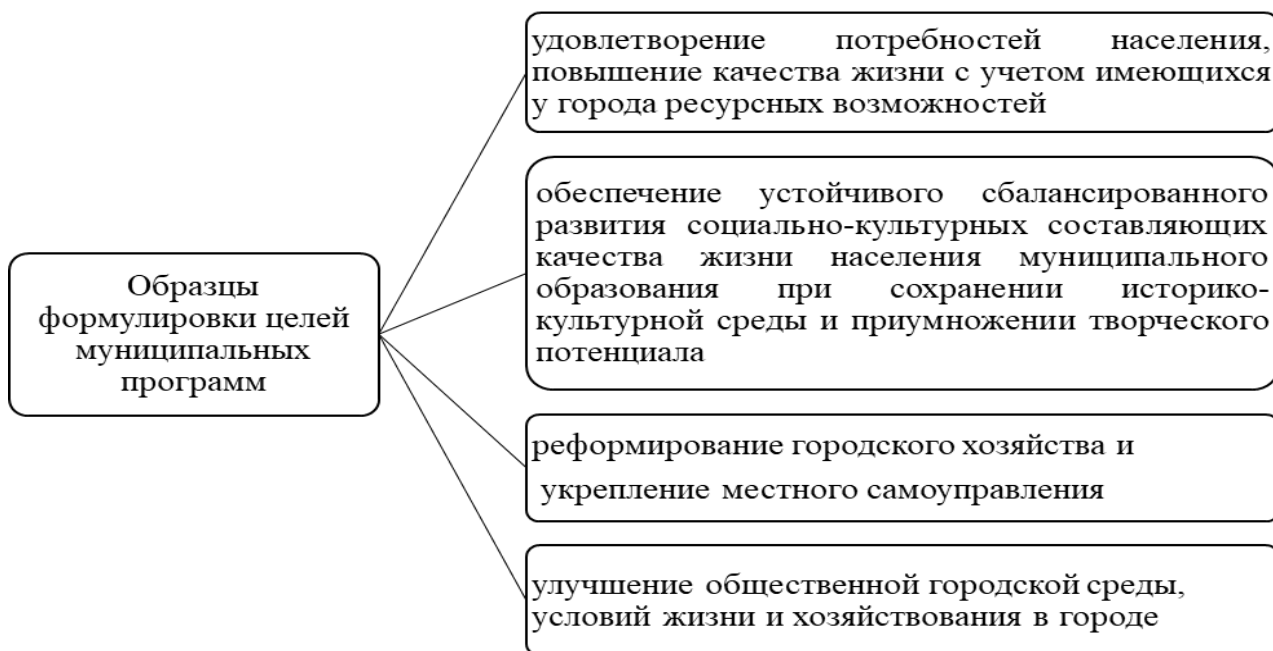 Образцы
формулировки целей
муниципальных
программ
удовлетворение потребностей населения,
повышение качества жизни с учетом имеющихся
у города ресурсных возможностей
обеспечение устойчивого сбалансированного
развития социально-культурных составляющих
качества жизни населения муниципального
образования при сохранении историко-
культурной среды и приумножении творческого
потенциала
реформирование городского хозяйства и
укрепление местного самоуправления
улучшение общественной городской среды,
условий жизни и хозяйствования в городе